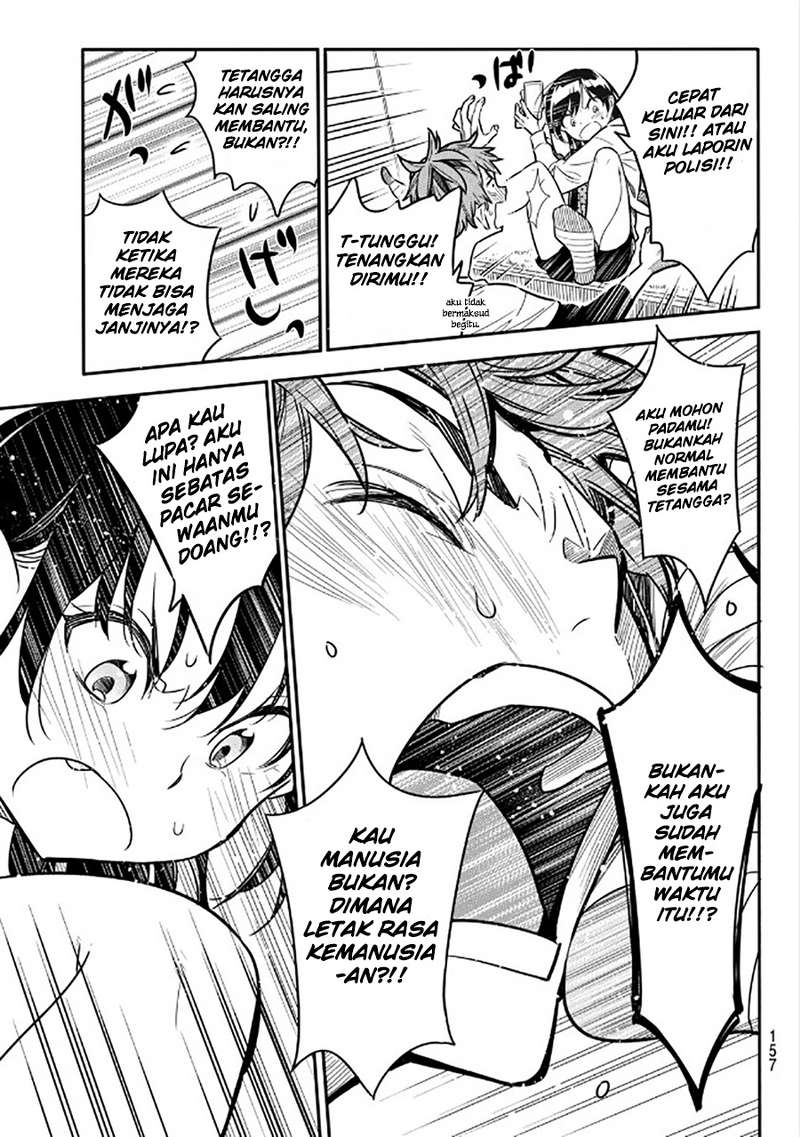 CEPAT
KELUAR DARI
SINI!! ATAU
AKU LAPORIN
POLISI!!
っば
T-TUNGGU!
TENANGKAN
DIRIMU!!
aku tidak
bermaksud
begitu.
TETANGGA
HARUSNYA
KAN SALING
MEMBANTU,
BUKAN?!!
TIDAK
KETIKA
MEREKA
TIDAK BISA
MENJAGA
JANJINYA!?
AKU MOHON
PADAMU!
BUKANKAH
NORMAL
MEMBANTU
SESAMA
TETANGGA?
BUKAN-
KAH AKU
JUGA
SUDAH
MEM-
BANTUMU
WAKTU
ITU!!?
APA KAU
LUPA? AKU
INI HANYA
SEBATAS
PACAR SE-
WAANMU
DOANG!!?
KAU
MANUSIA
BUKAN?
DIMANA
LETAK RASA
KEMANUSIA
-AN?!!
157